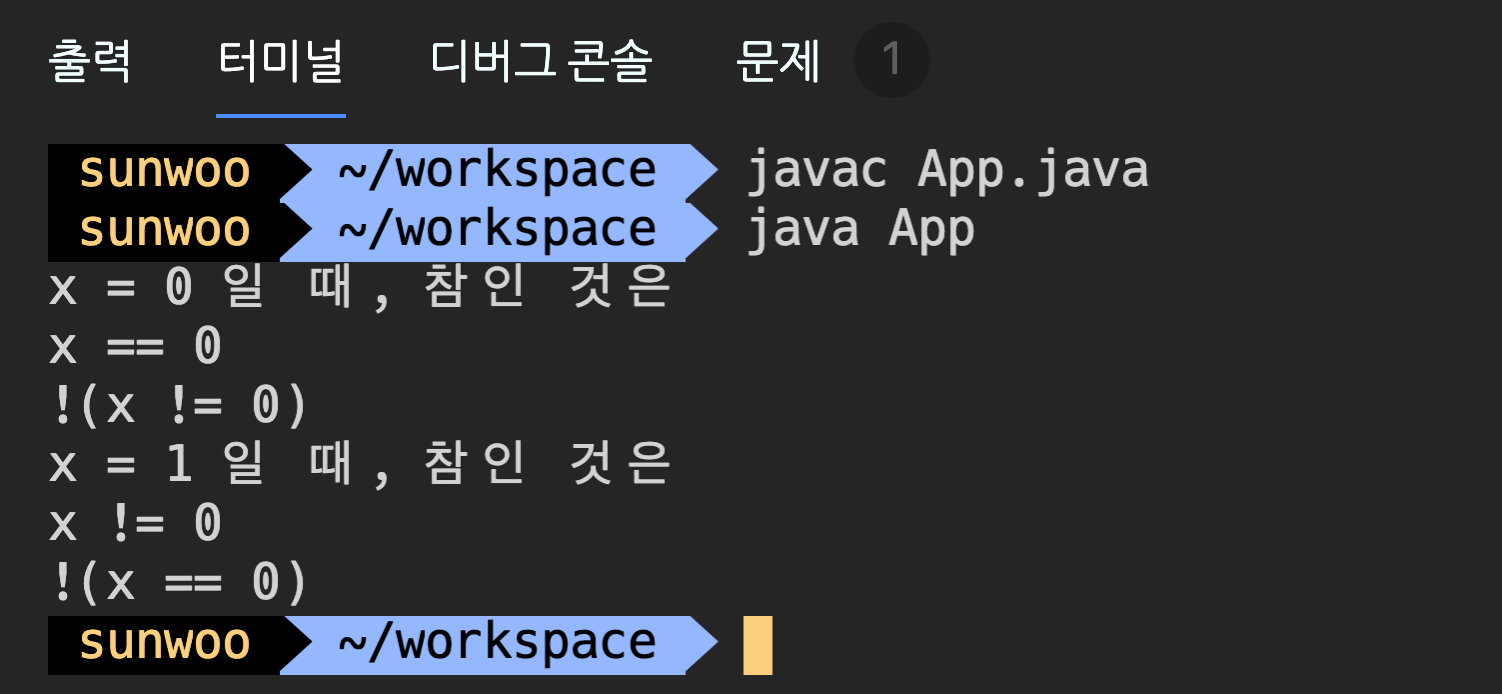 출력 터미널 디버그 콘솔 문제 1
sunwoo ~/workspace javac App.java
sunwoo ~/workspace java App
x = 0 일 때, 참인 것은
x == 0
!(x != 0)
x = 1 일 때, 참인 것은
x != 0
!(x == 0)
sunwoo ~/workspace